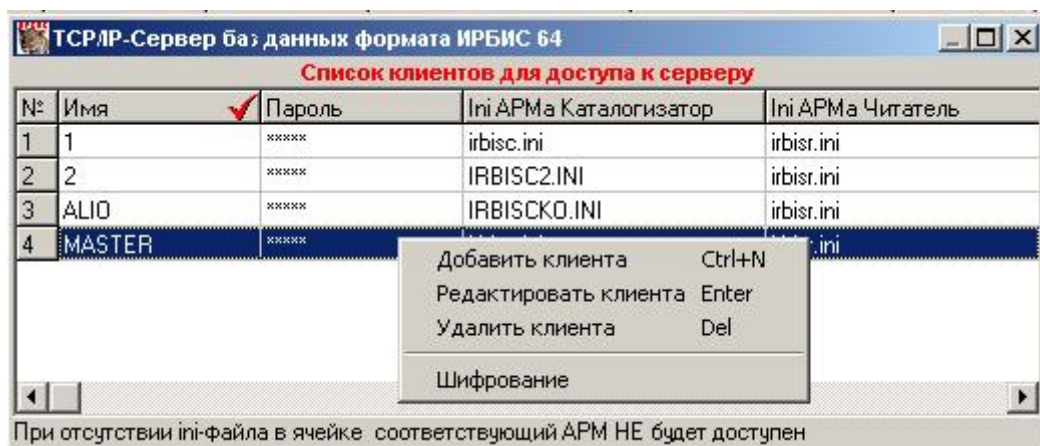 TCP/IP-Сервер баз данных формата ИРБИС 64
Список клиентов для доступа к серверу
№ Имя Пароль Ini АРМа Каталогизатор Ini АРМа Читатель
1 1 ***** irbisc.ini irbisr.ini
2 2 ***** IRBISC2.INI irbisr.ini
3 ALIO ***** IRBISCKO.INI irbisr.ini
4 MASTER ***** .ini
Добавить клиента Ctrl+N
Редактировать клиента Enter
Удалить клиента Del
Шифрование
При отсутствии ini-файла в ячейке соответствующий АРМ НЕ будет доступен